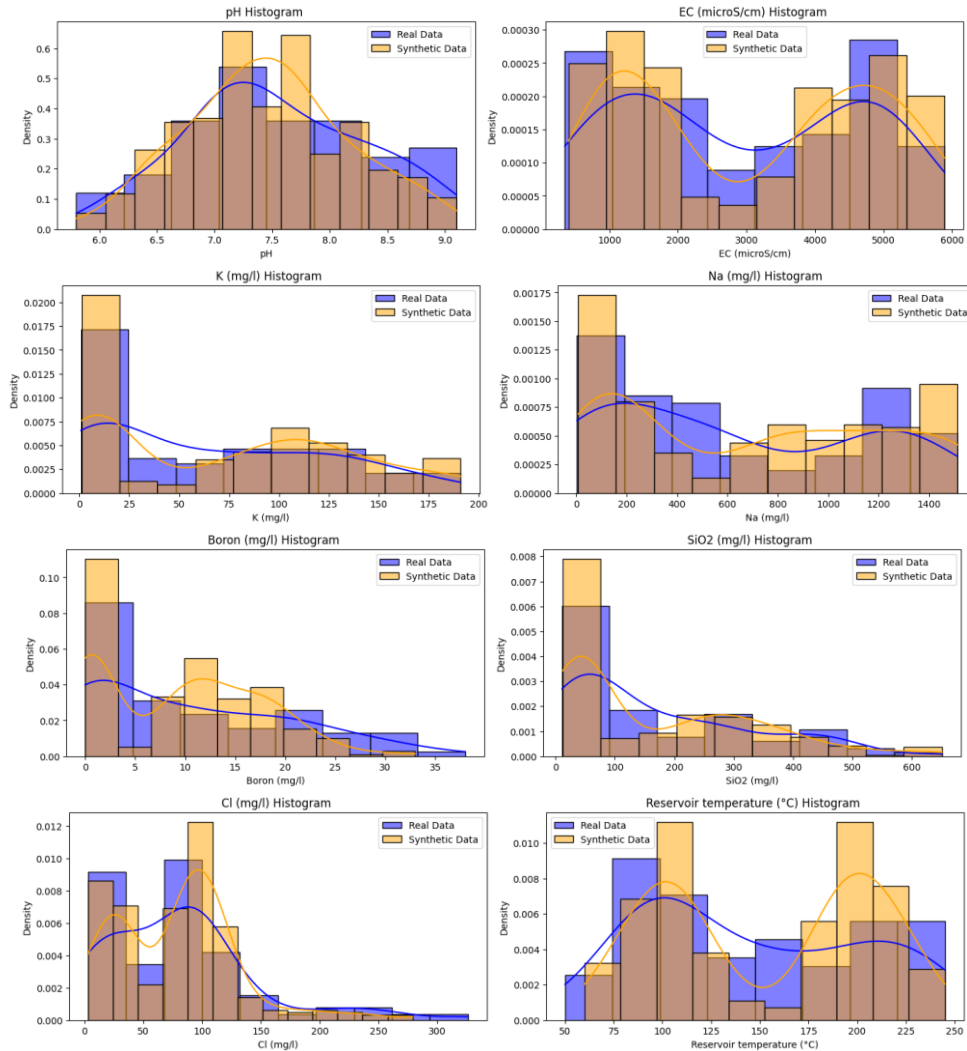 pH Histogram
Real Data
Synthetic Data
0.6
0.5
0.4
0.3
0.2
0.1
0.0
Density
6.0 6.5 7.0 7.5 8.0 8.5 9.0
pH
EC (microS/cm) Histogram
Real Data
Synthetic Data
0.00030
0.00025
0.00020
0.00015
0.00010
0.00005
0.00000
Density
1000 2000 3000 4000 5000 6000
EC (microS/cm)
K (mg/l) Histogram
Real Data
Synthetic Data
0.0200
0.0175
0.0150
0.0125
0.0100
0.0075
0.0050
0.0025
0.0000
Density
0 25 50 75 100 125 150 175 200
K (mg/l)
Na (mg/l) Histogram
Real Data
Synthetic Data
0.00175
0.00150
0.00125
0.00100
0.00075
0.00050
0.00025
0.00000
Density
0 200 400 600 800 1000 1200 1400
Na (mg/l)
Boron (mg/l) Histogram
Real Data
Synthetic Data
0.10
0.08
0.06
0.04
0.02
0.00
Density
0 5 10 15 20 25 30 35
Boron (mg/l)
SiO2 (mg/l) Histogram
Real Data
Synthetic Data
0.008
0.007
0.006
0.005
0.004
0.003
0.002
0.001
0.000
Density
0 100 200 300 400 500 600
SiO2 (mg/l)
Cl (mg/l) Histogram
Real Data
Synthetic Data
0.012
0.010
0.008
0.006
0.004
0.002
0.000
Density
0 50 100 150 200 250 300
Cl (mg/l)
Reservoir temperature (°C) Histogram
Real Data
Synthetic Data
0.010
0.008
0.006
0.004
0.002
0.000
Density
50 75 100 125 150 175 200 225 250
Reservoir temperature (°C)